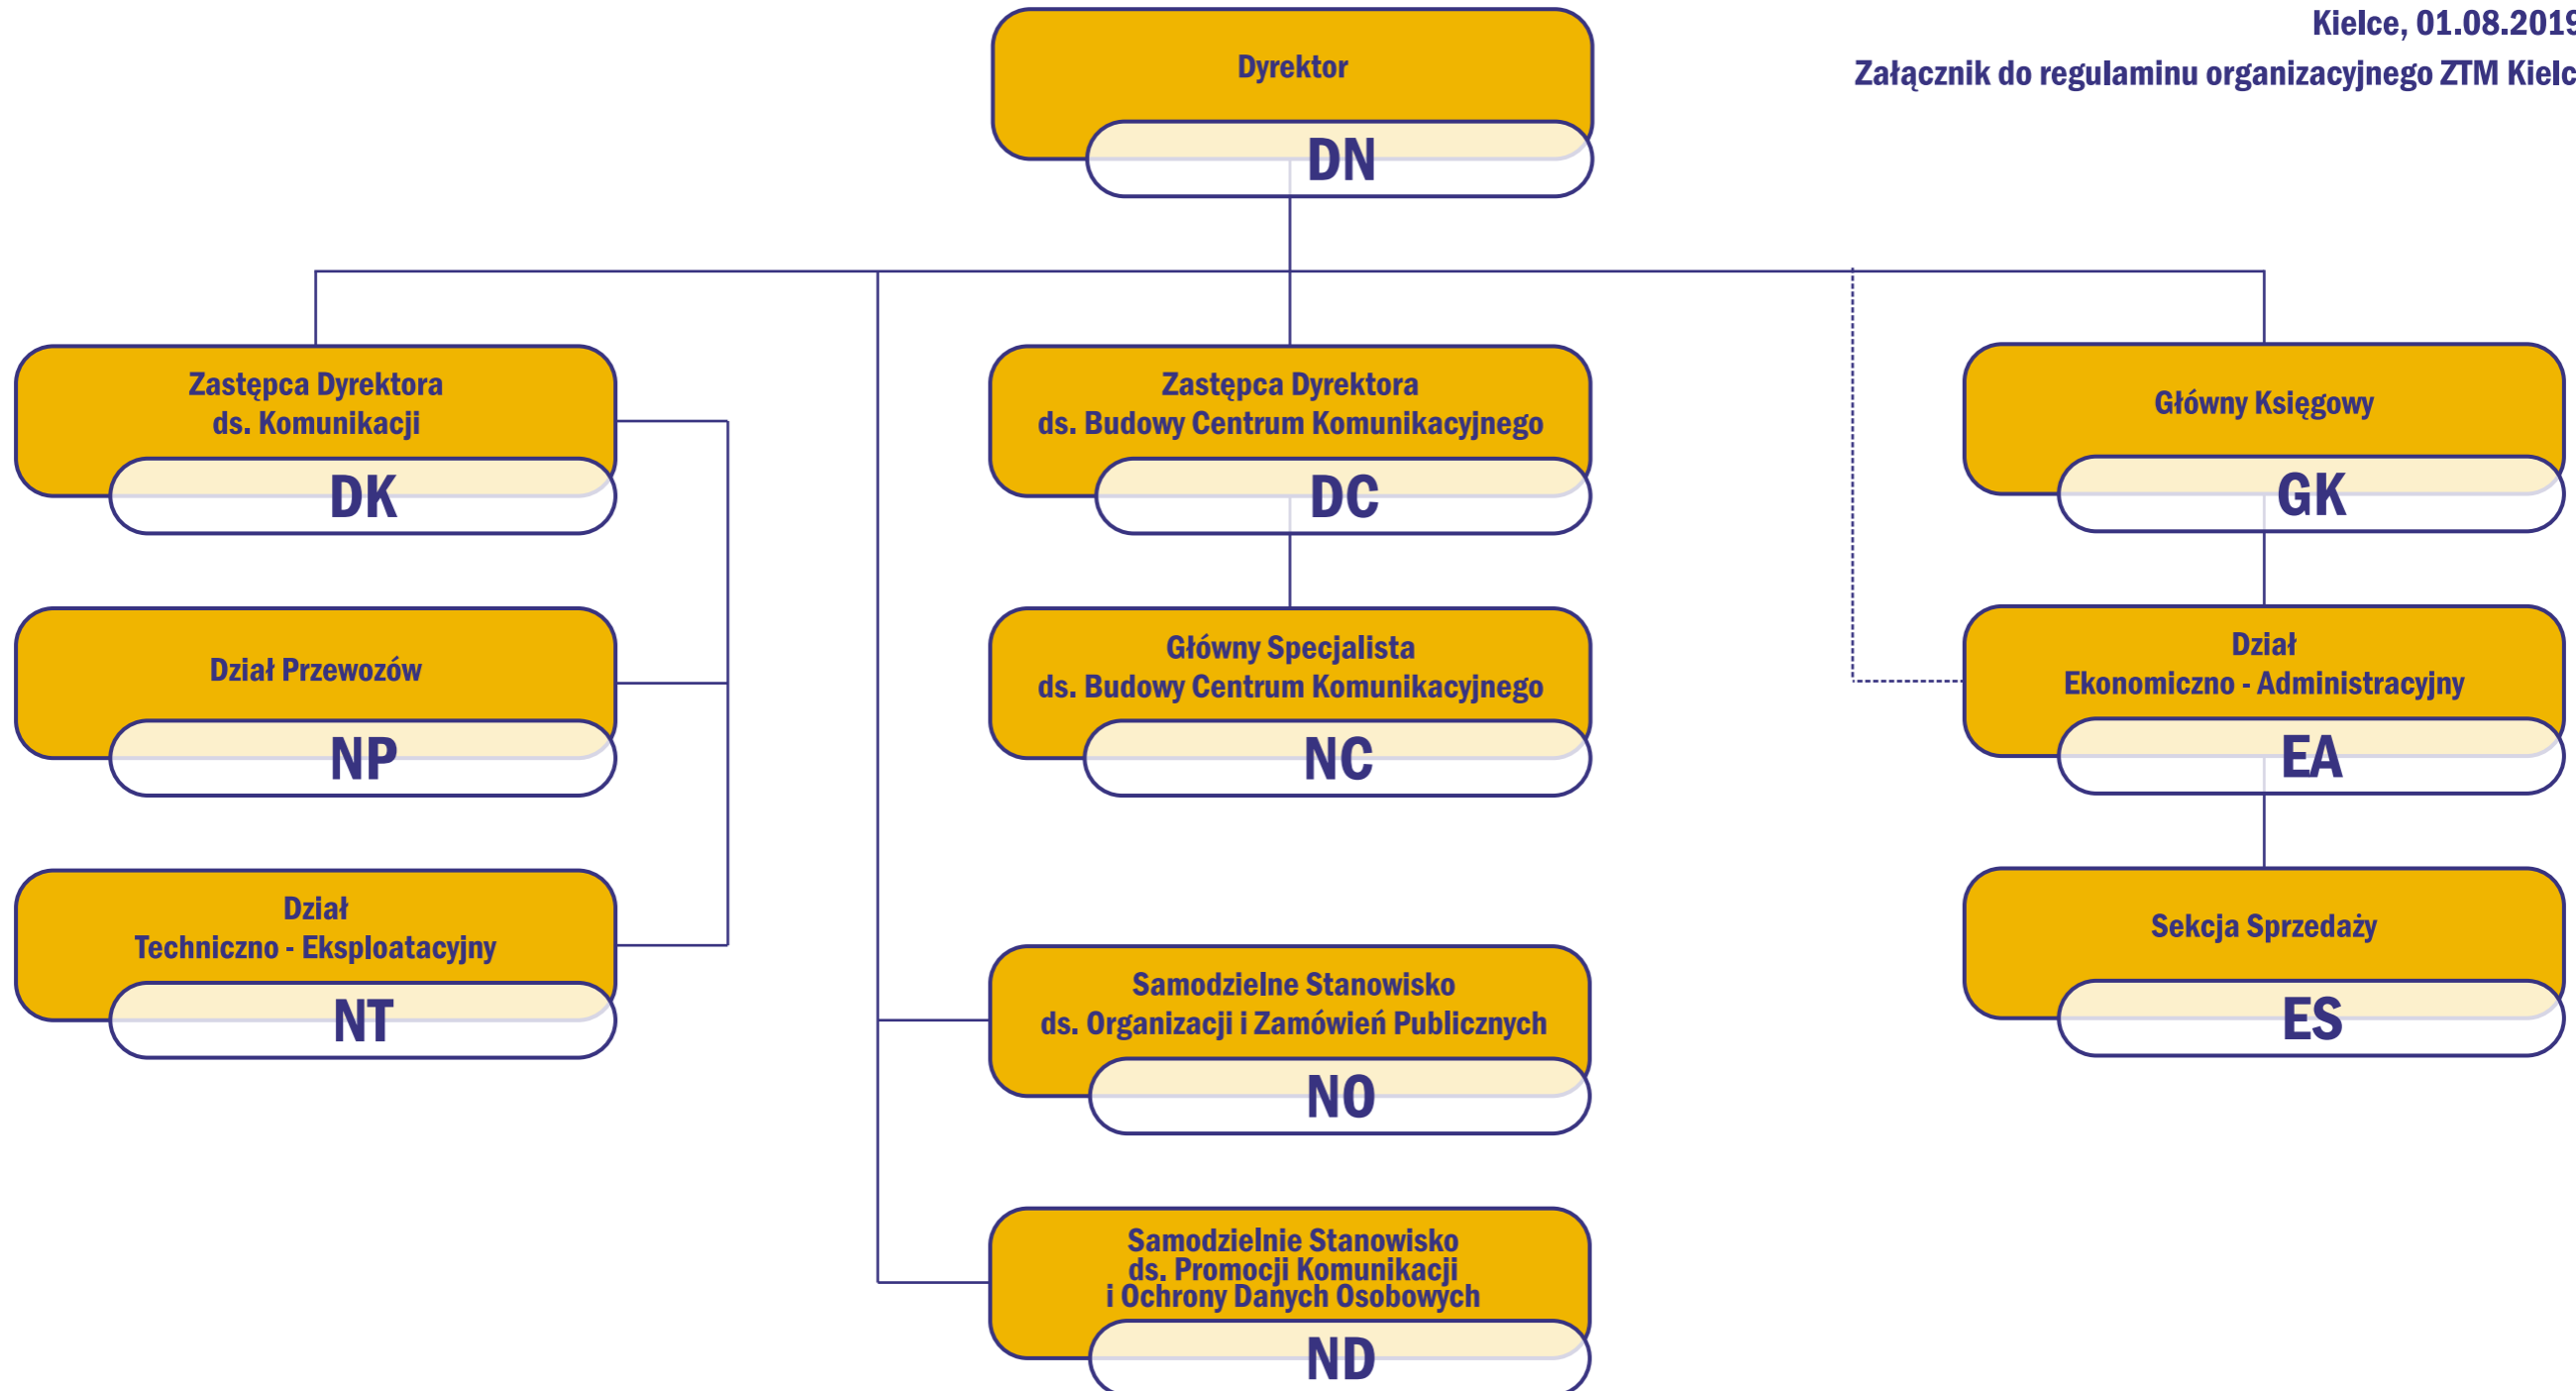 Kielce, 01.08.2019
Załącznik do regulaminu organizacyjnego ZTM Kielc
Dyrektor
DN
Zastępca Dyrektora
ds. Komunikacji
DK
Zastępca Dyrektora
ds. Budowy Centrum Komunikacyjnego
DC
Główny Księgowy
GK
Dział Przewozów
NP
Główny Specjalista
ds. Budowy Centrum Komunikacyjnego
NC
Dział
Ekonomiczno - Administracyjny
EA
Dział
Techniczno - Eksploatacyjny
NT
Sekcja Sprzedaży
ES
Samodzielne Stanowisko
ds. Organizacji i Zamówień Publicznych
NO
Samodzielnie Stanowisko
ds. Promocji Komunikacji
i Ochrony Danych Osobowych
ND